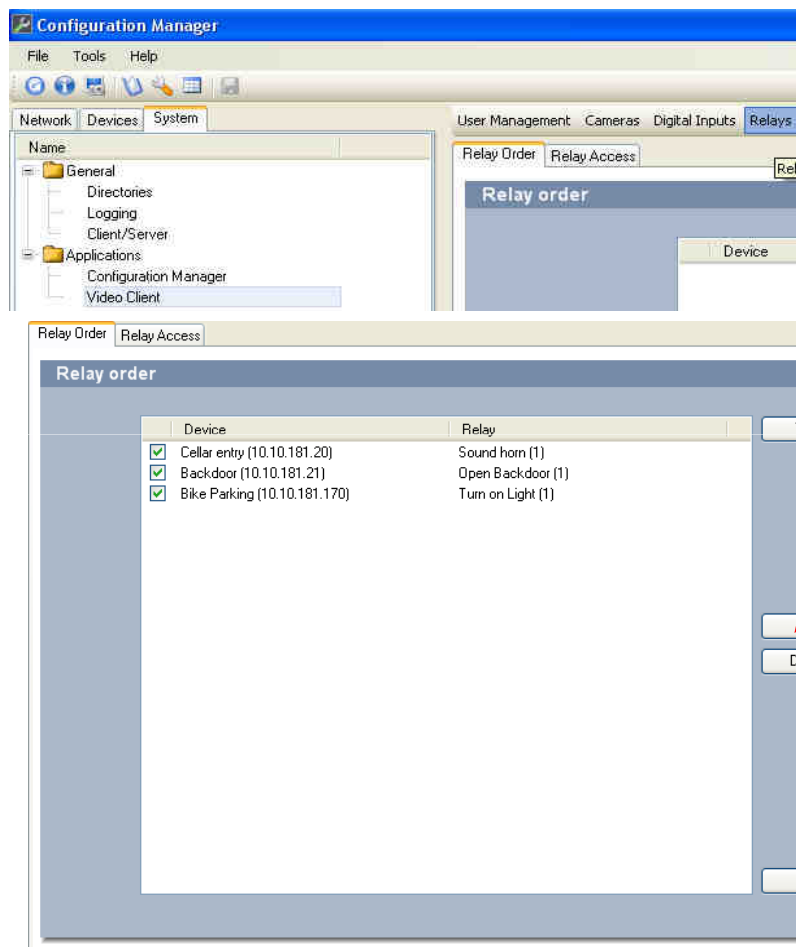 Configuration Manager
File Tools Help
Network Devices System
Name
General
Directories
Logging
Client/Server
Applications
Configuration Manager
Video Client
User Management Cameras Digital Inputs Relays
Relay Order Relay Access
Rel
Relay order
Device
Relay Order Relay Access
Relay order
Device Relay
Cellar entry (10.10.181.20) Sound horn (1)
Backdoor (10.10.181.21) Open Backdoor (1)
Bike Parking (10.10.181.170) Turn on Light (1)
D